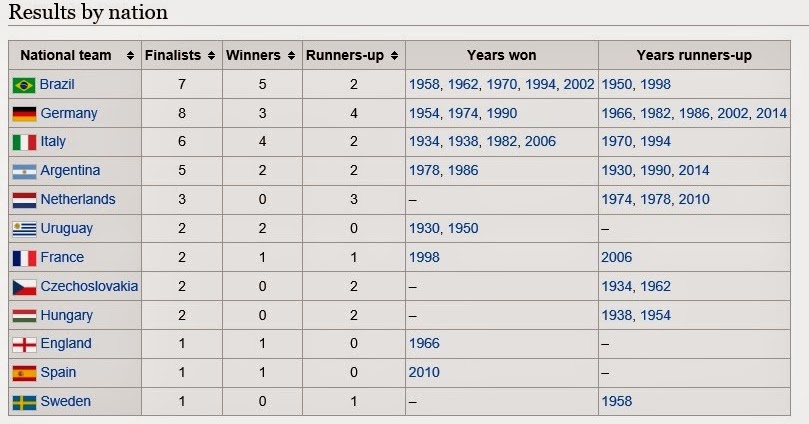 Results by nation
National team Finalists Winners Runners-up Years won Years runners-up
Brazil 7 5 2 1958, 1962, 1970, 1994, 2002 1950, 1998
Germany 8 3 4 1954, 1974, 1990 1966, 1982, 1986, 2002, 2014
Italy 6 4 2 1934, 1938, 1982, 2006 1970, 1994
Argentina 5 2 2 1978, 1986 1930, 1990, 2014
Netherlands 3 0 3 – 1974, 1978, 2010
Uruguay 2 2 0 1930, 1950 –
France 2 1 1 1998 2006
Czechoslovakia 2 0 2 – 1934, 1962
Hungary 2 0 2 – 1938, 1954
England 1 1 0 1966 –
Spain 1 1 0 2010 –
Sweden 1 0 1 – 1958